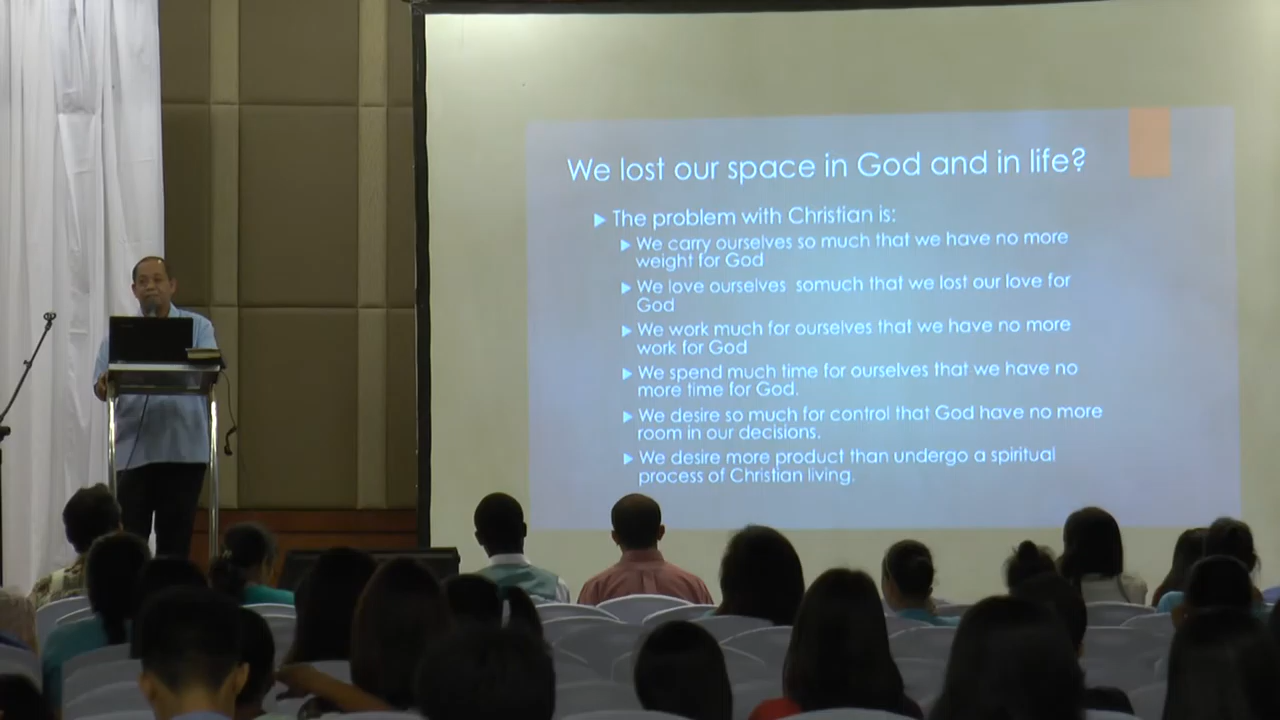 We lost our space in God and in life?
The problem with Christian is:
We carry ourselves so much that we have no more
weight for God
We love ourselves somuch that we lost our love for
God
We work much for ourselves that we have no more
work for God
We spend much time for ourselves that we have no
more time for God.
We desire so much for control that God have no more
room in our decisions.
We desire more product than undergo a spiritual
process of Christian living.